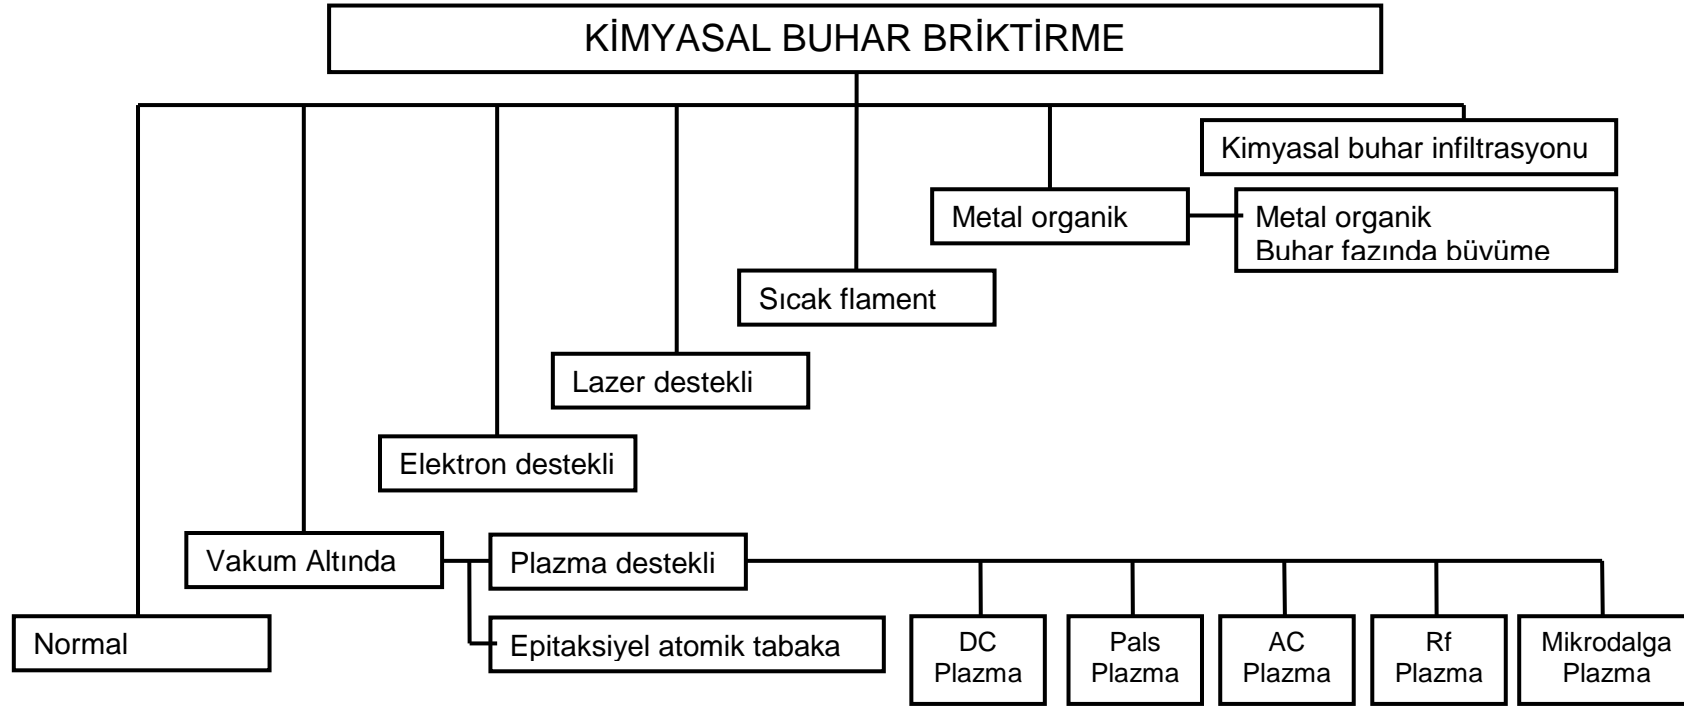 KİMYASAL BUHAR BRİKTİRME
Kimyasal buhar infiltrasyonu
Metal organik
Metal organik
Buhar fazında büyüme
Sıcak flament
Lazer destekli
Elektron destekli
Vakum Altında
Plazma destekli
Normal
Epitaksiyel atomik tabaka
DC
Plazma
Pals
Plazma
AC
Plazma
Rf
Plazma
Mikrodalga
Plazma